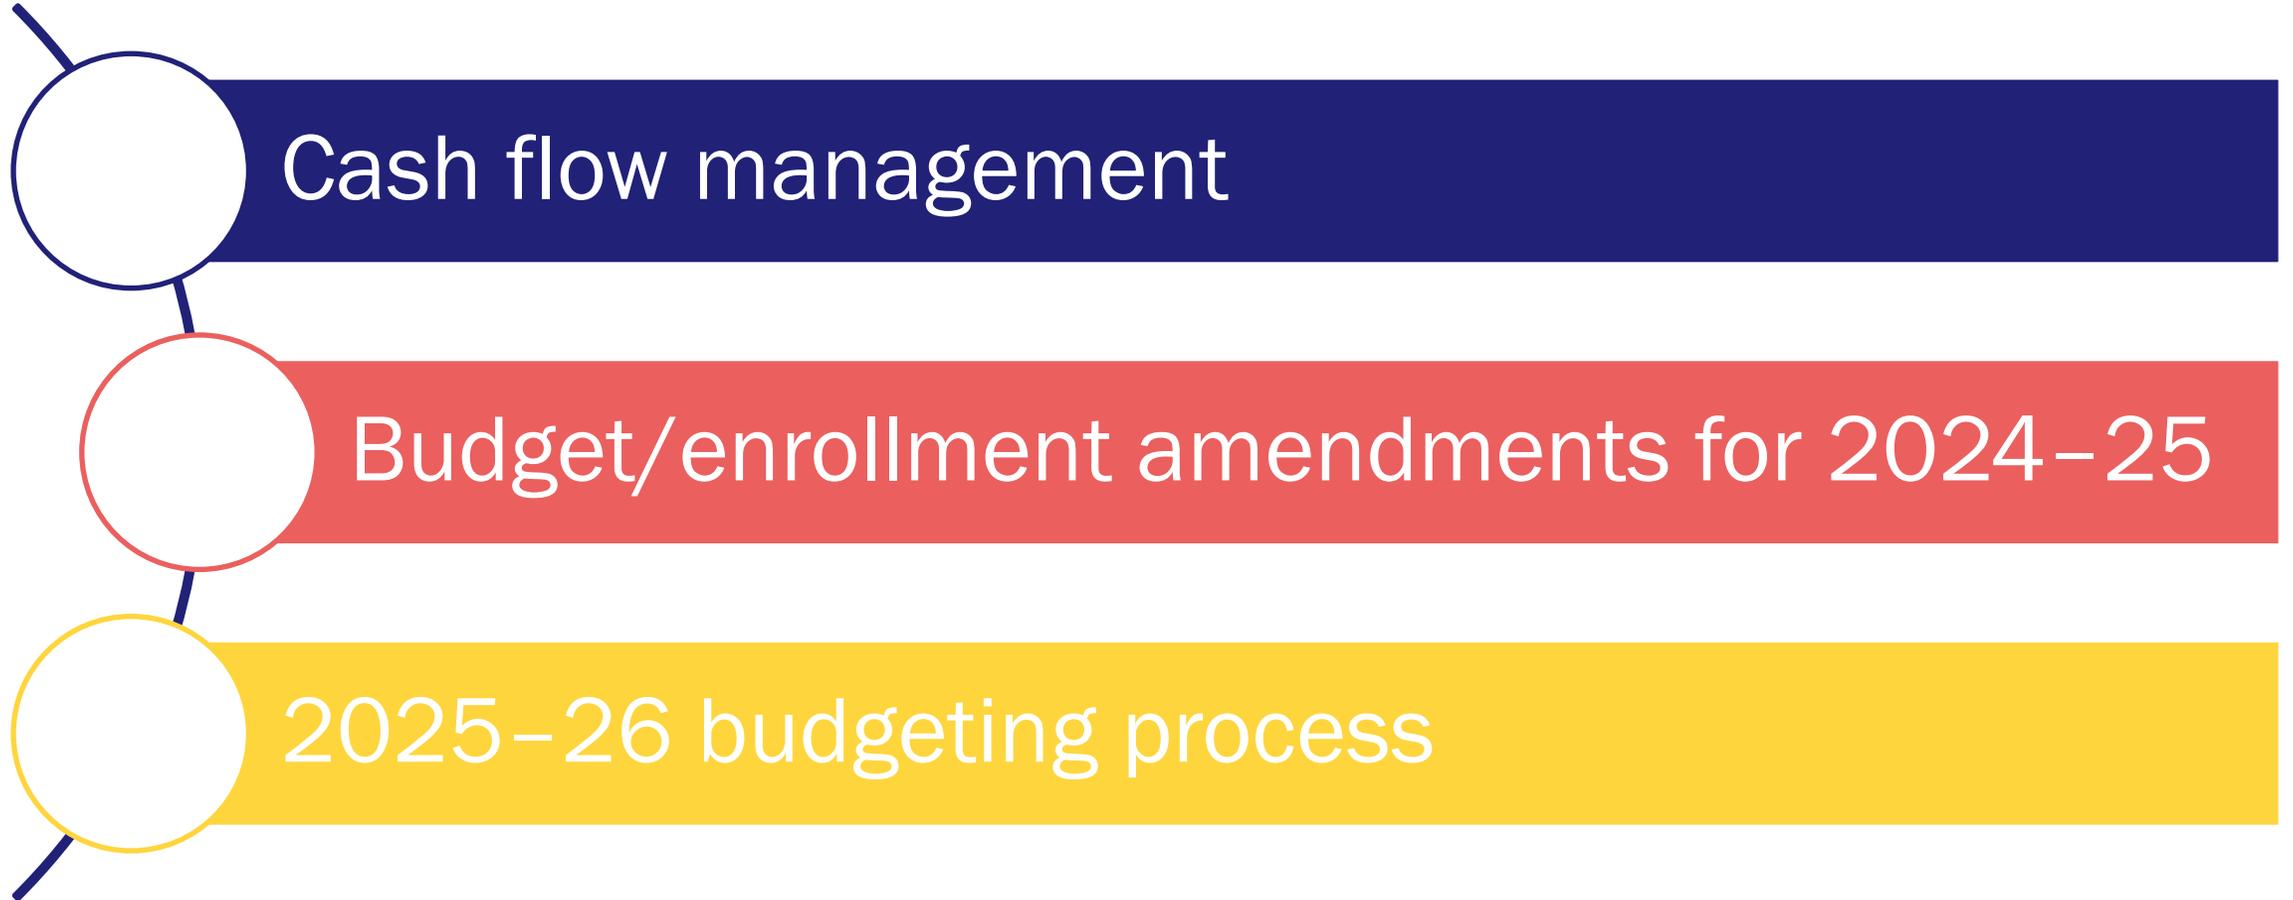 Cash flow management
Budget/enrollment amendments for 2024–25
2025–26 budgeting process